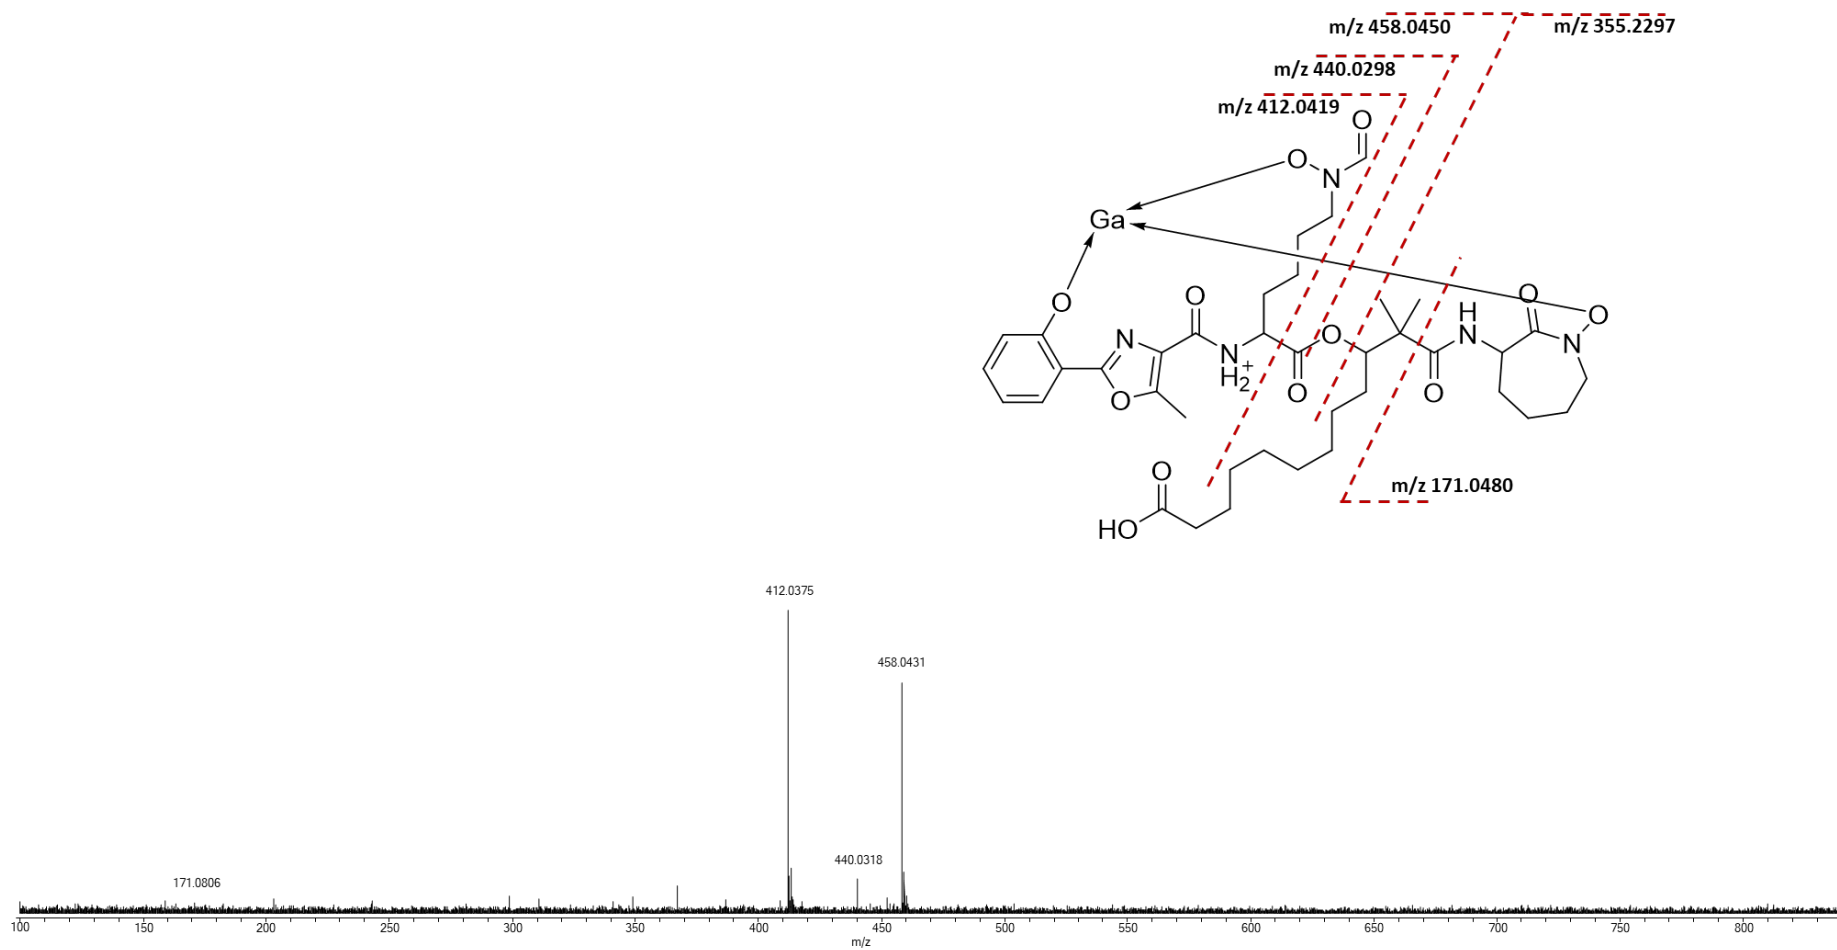 m/z 458.0450
m/z 355.2297
m/z 440.0298
m/z 412.0419
O
O
N
Ga
O
O
N
N
H2+
O
O
O
O
H
N
O
O
N
O
O
HO
m/z 171.0480
412.0375
458.0431
440.0318
171.0806
100 150 200 250 300 350 400 450 500 550 600 650 700 750 800
m/z